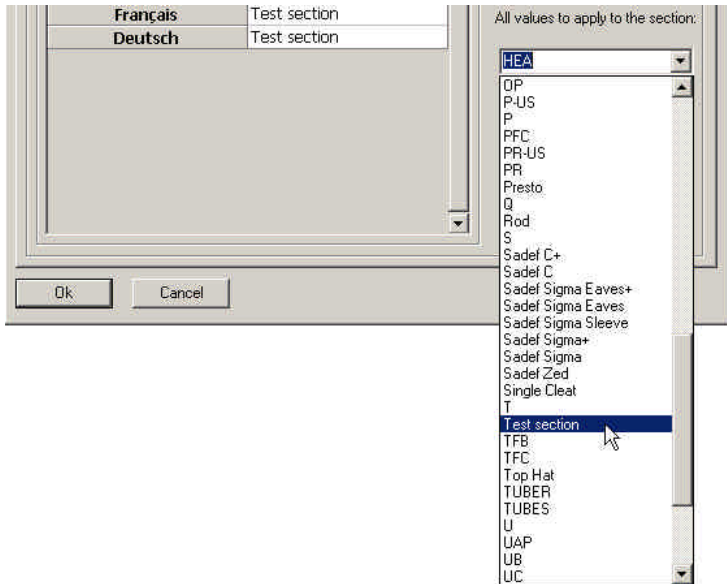 Français Test section
Deutsch Test section
Ok
Cancel
All values to apply to the section:
HEA
OP
P-US
P
PFC
PR-US
PR
Presto
Q
Rod
S
Sadef C+
Sadef C
Sadef Sigma Eaves+
Sadef Sigma Eaves
Sadef Sigma Sleeve
Sadef Sigma+
Sadef Sigma
Sadef Zed
Single Cleat
T
Test section
TFB
TFC
Top Hat
TUBER
TUBES
U
UAP
UB
UC